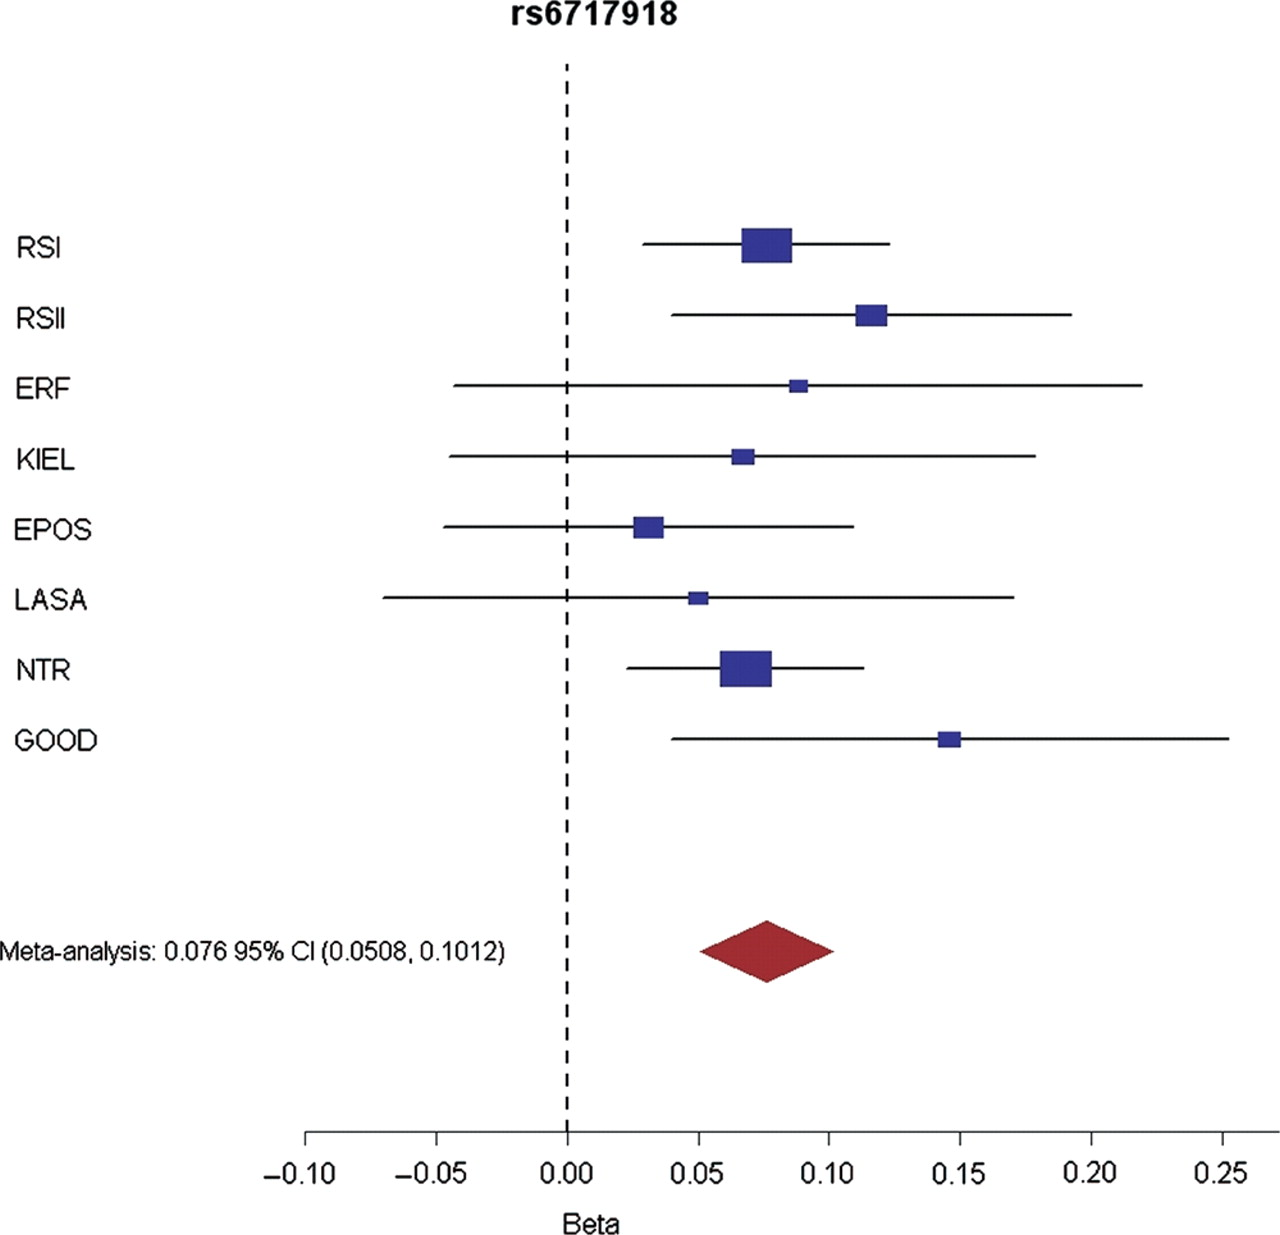 rs6717918
RSI
RSII
ERF
KIEL
EPOS
LASA
NTR
GOOD
Meta-analysis: 0.076 95% CI (0.0508, 0.1012)
–0.10 –0.05 0.00 0.05 0.10 0.15 0.20 0.25
Beta